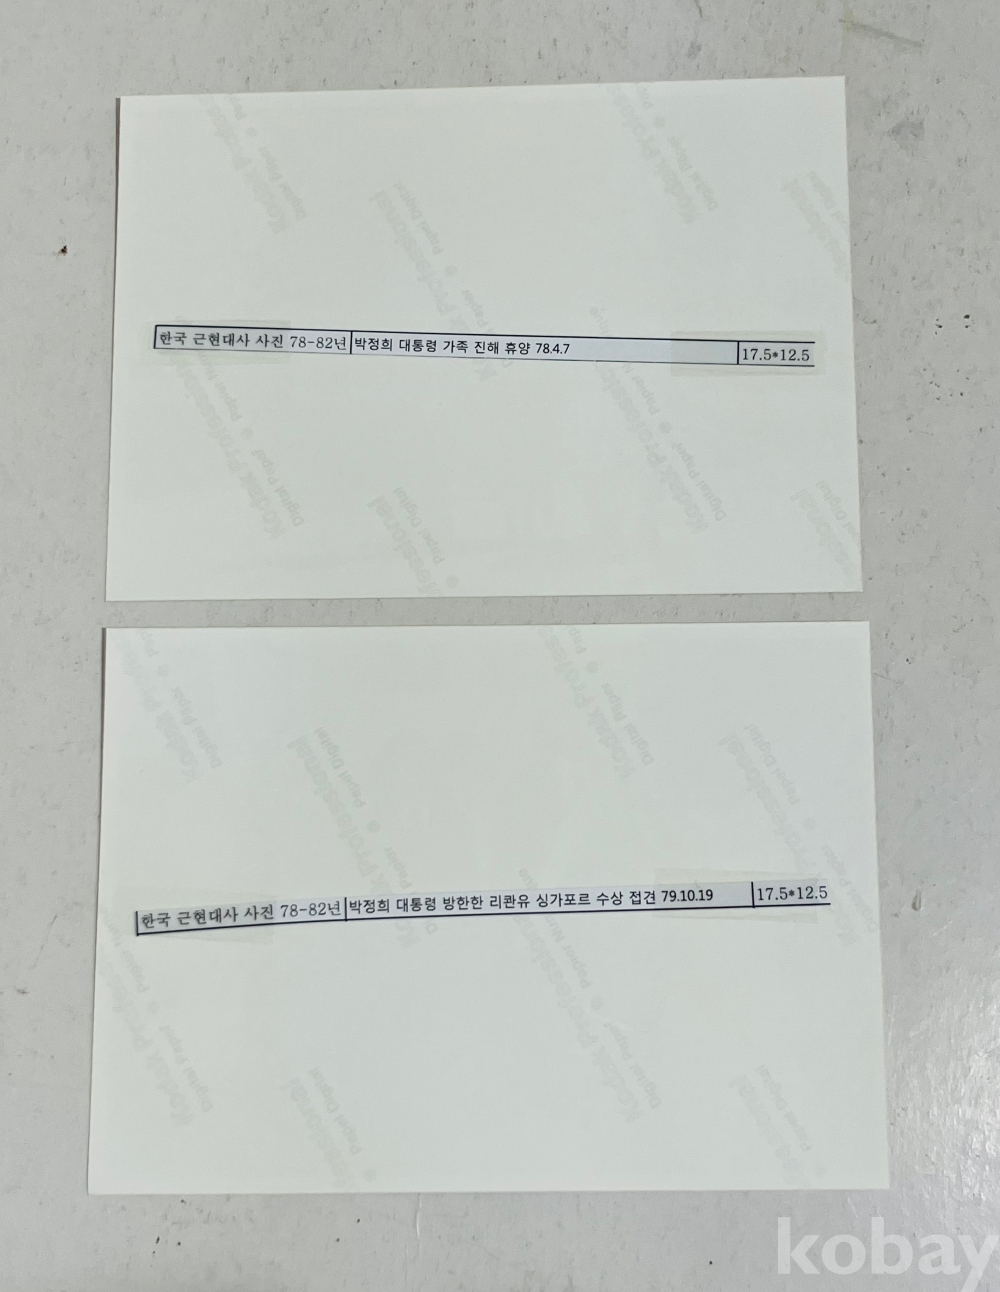 한국 근현대사 사진 78-82년 박정희 대통령 가족 진해 휴양 78.4.7 17.5*12.5
한국 근현대사 사진 78-82년 박정희 대통령 방한한 리콴유 싱가포르 수상 접견 79.10.19 17.5*12.5
kobay